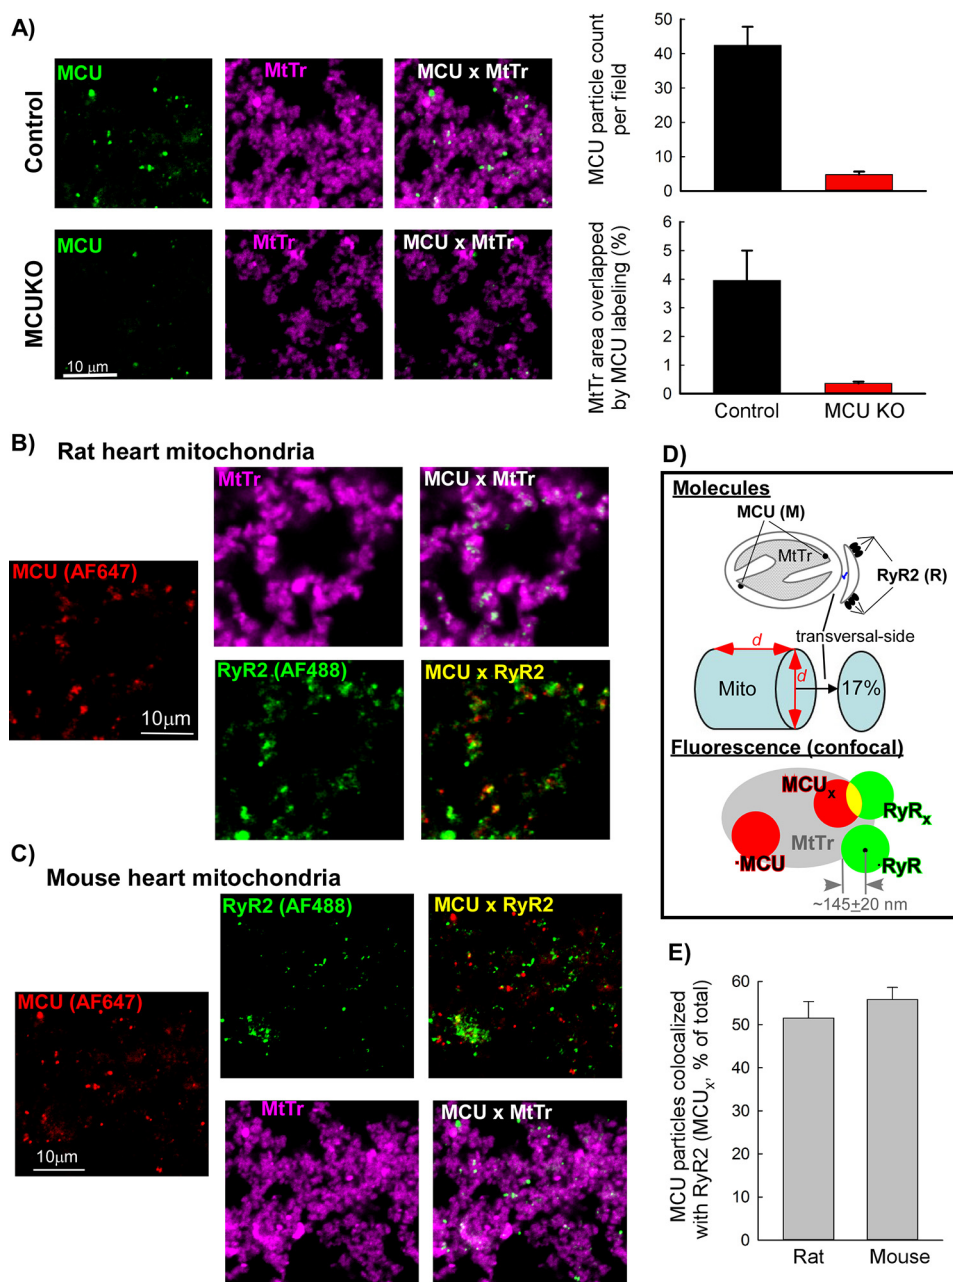 A)
Control
MCU
MtTr
MCU x MtTr
MCUKO
MCU
MtTr
MCU x MtTr
10 μm
MCU particle count
per field
50
40
30
20
10
0
MtTr area overlapped
by MCU labeling (%)
6
5
4
3
2
1
0
Control
MCU KO
B)
Rat heart mitochondria
MCU (AF647)
10μm
MtTr
MCU x MtTr
RyR2 (AF488)
MCU x RyR2
C)
Mouse heart mitochondria
MCU (AF647)
10μm
RyR2 (AF488)
MCU x RyR2
MtTr
MCU x MtTr
D)
Molecules
MCU (M)
MtTr
RyR2 (R)
transversal-side
d
d
Mito
17%
Fluorescence (confocal)
MCUx
RyRx
MtTr
·MCU
·RyR
~145±20 nm
E)
MCU particles colocalized
with RyR2 (MCUx, % of total)
60
50
40
30
20
10
0
Rat
Mouse